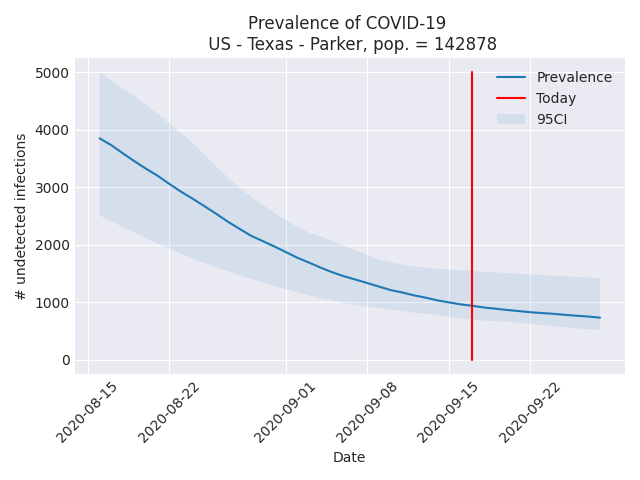 Prevalence of COVID-19
US - Texas - Parker, pop. = 142878
Prevalence
Today
95CI
5000
4000
3000
2000
1000
0
# undetected infections
2020-08-15
2020-08-22
2020-09-01
2020-09-08
2020-09-15
2020-09-22
Date